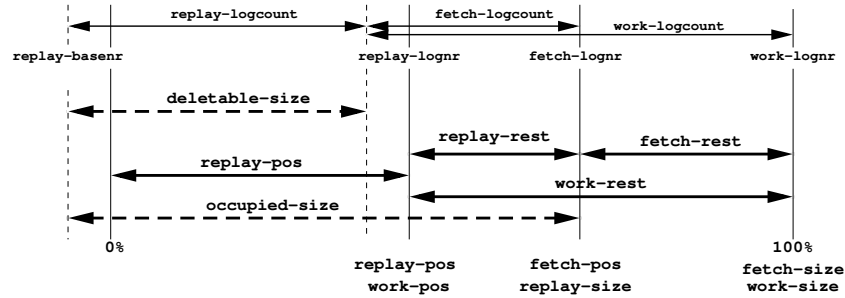 replay-logcount
fetch-logcount
work-logcount
replay-basenr
replay-lognr
fetch-lognr
work-lognr
deletable-size
replay-rest
fetch-rest
replay-pos
work-rest
occupied-size
0%
100%
replay-pos
fetch-pos
fetch-size
work-pos
replay-size
work-size